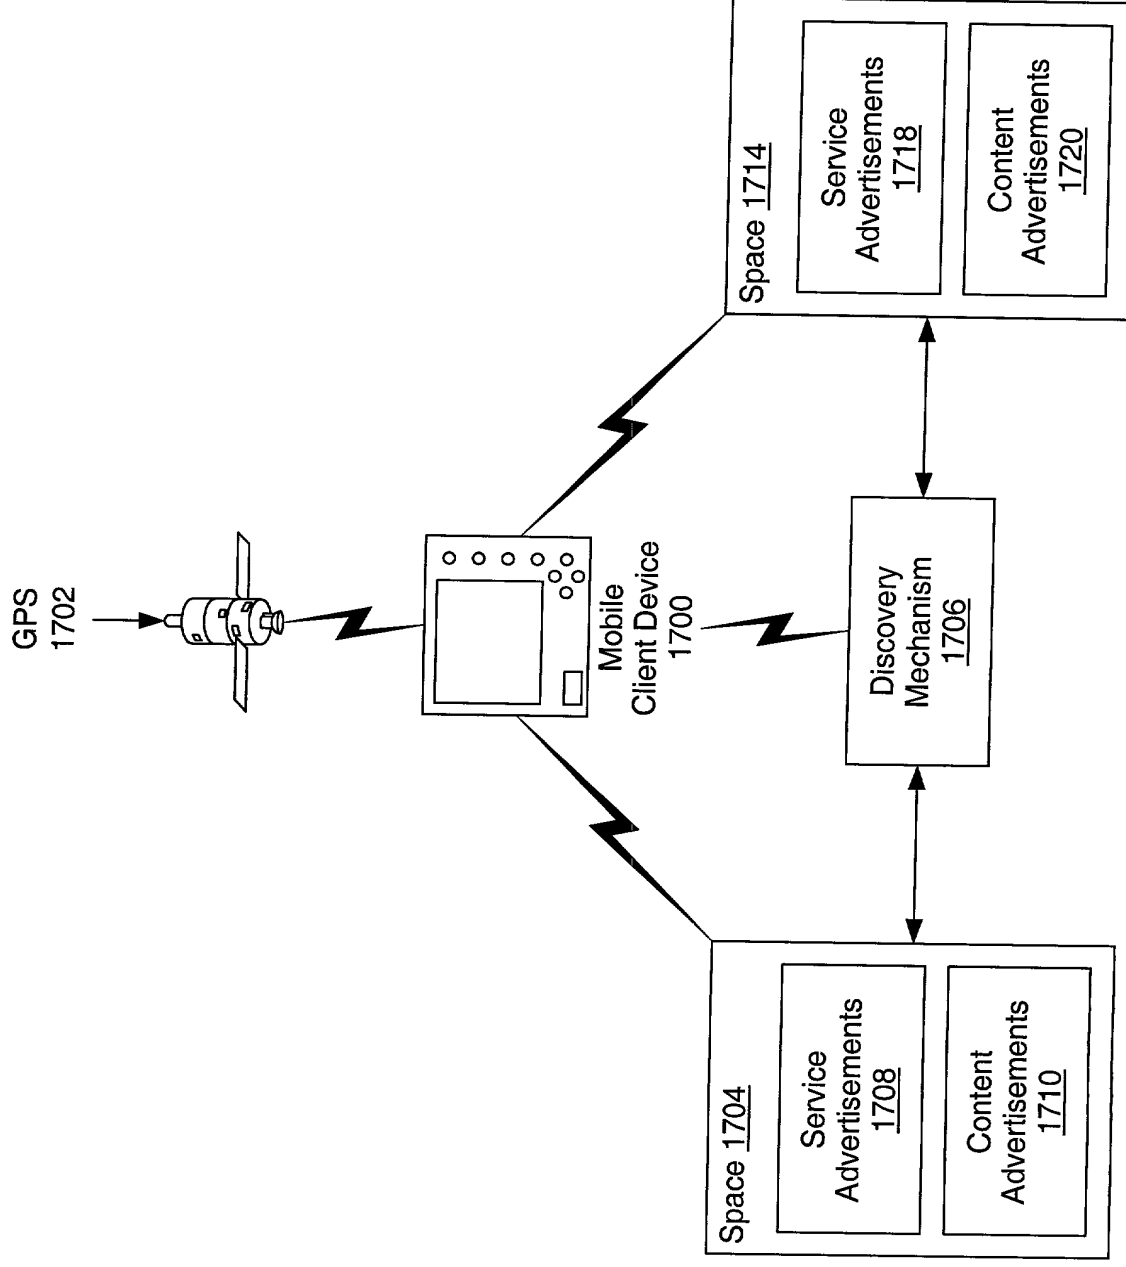 GPS
1702
Mobile
Client Device
1700
Space 1704
Service
Advertisements
1708
Content
Advertisements
1710
Discovery
Mechanism
1706
Space 1714
Service
Advertisements
1718
Content
Advertisements
1720